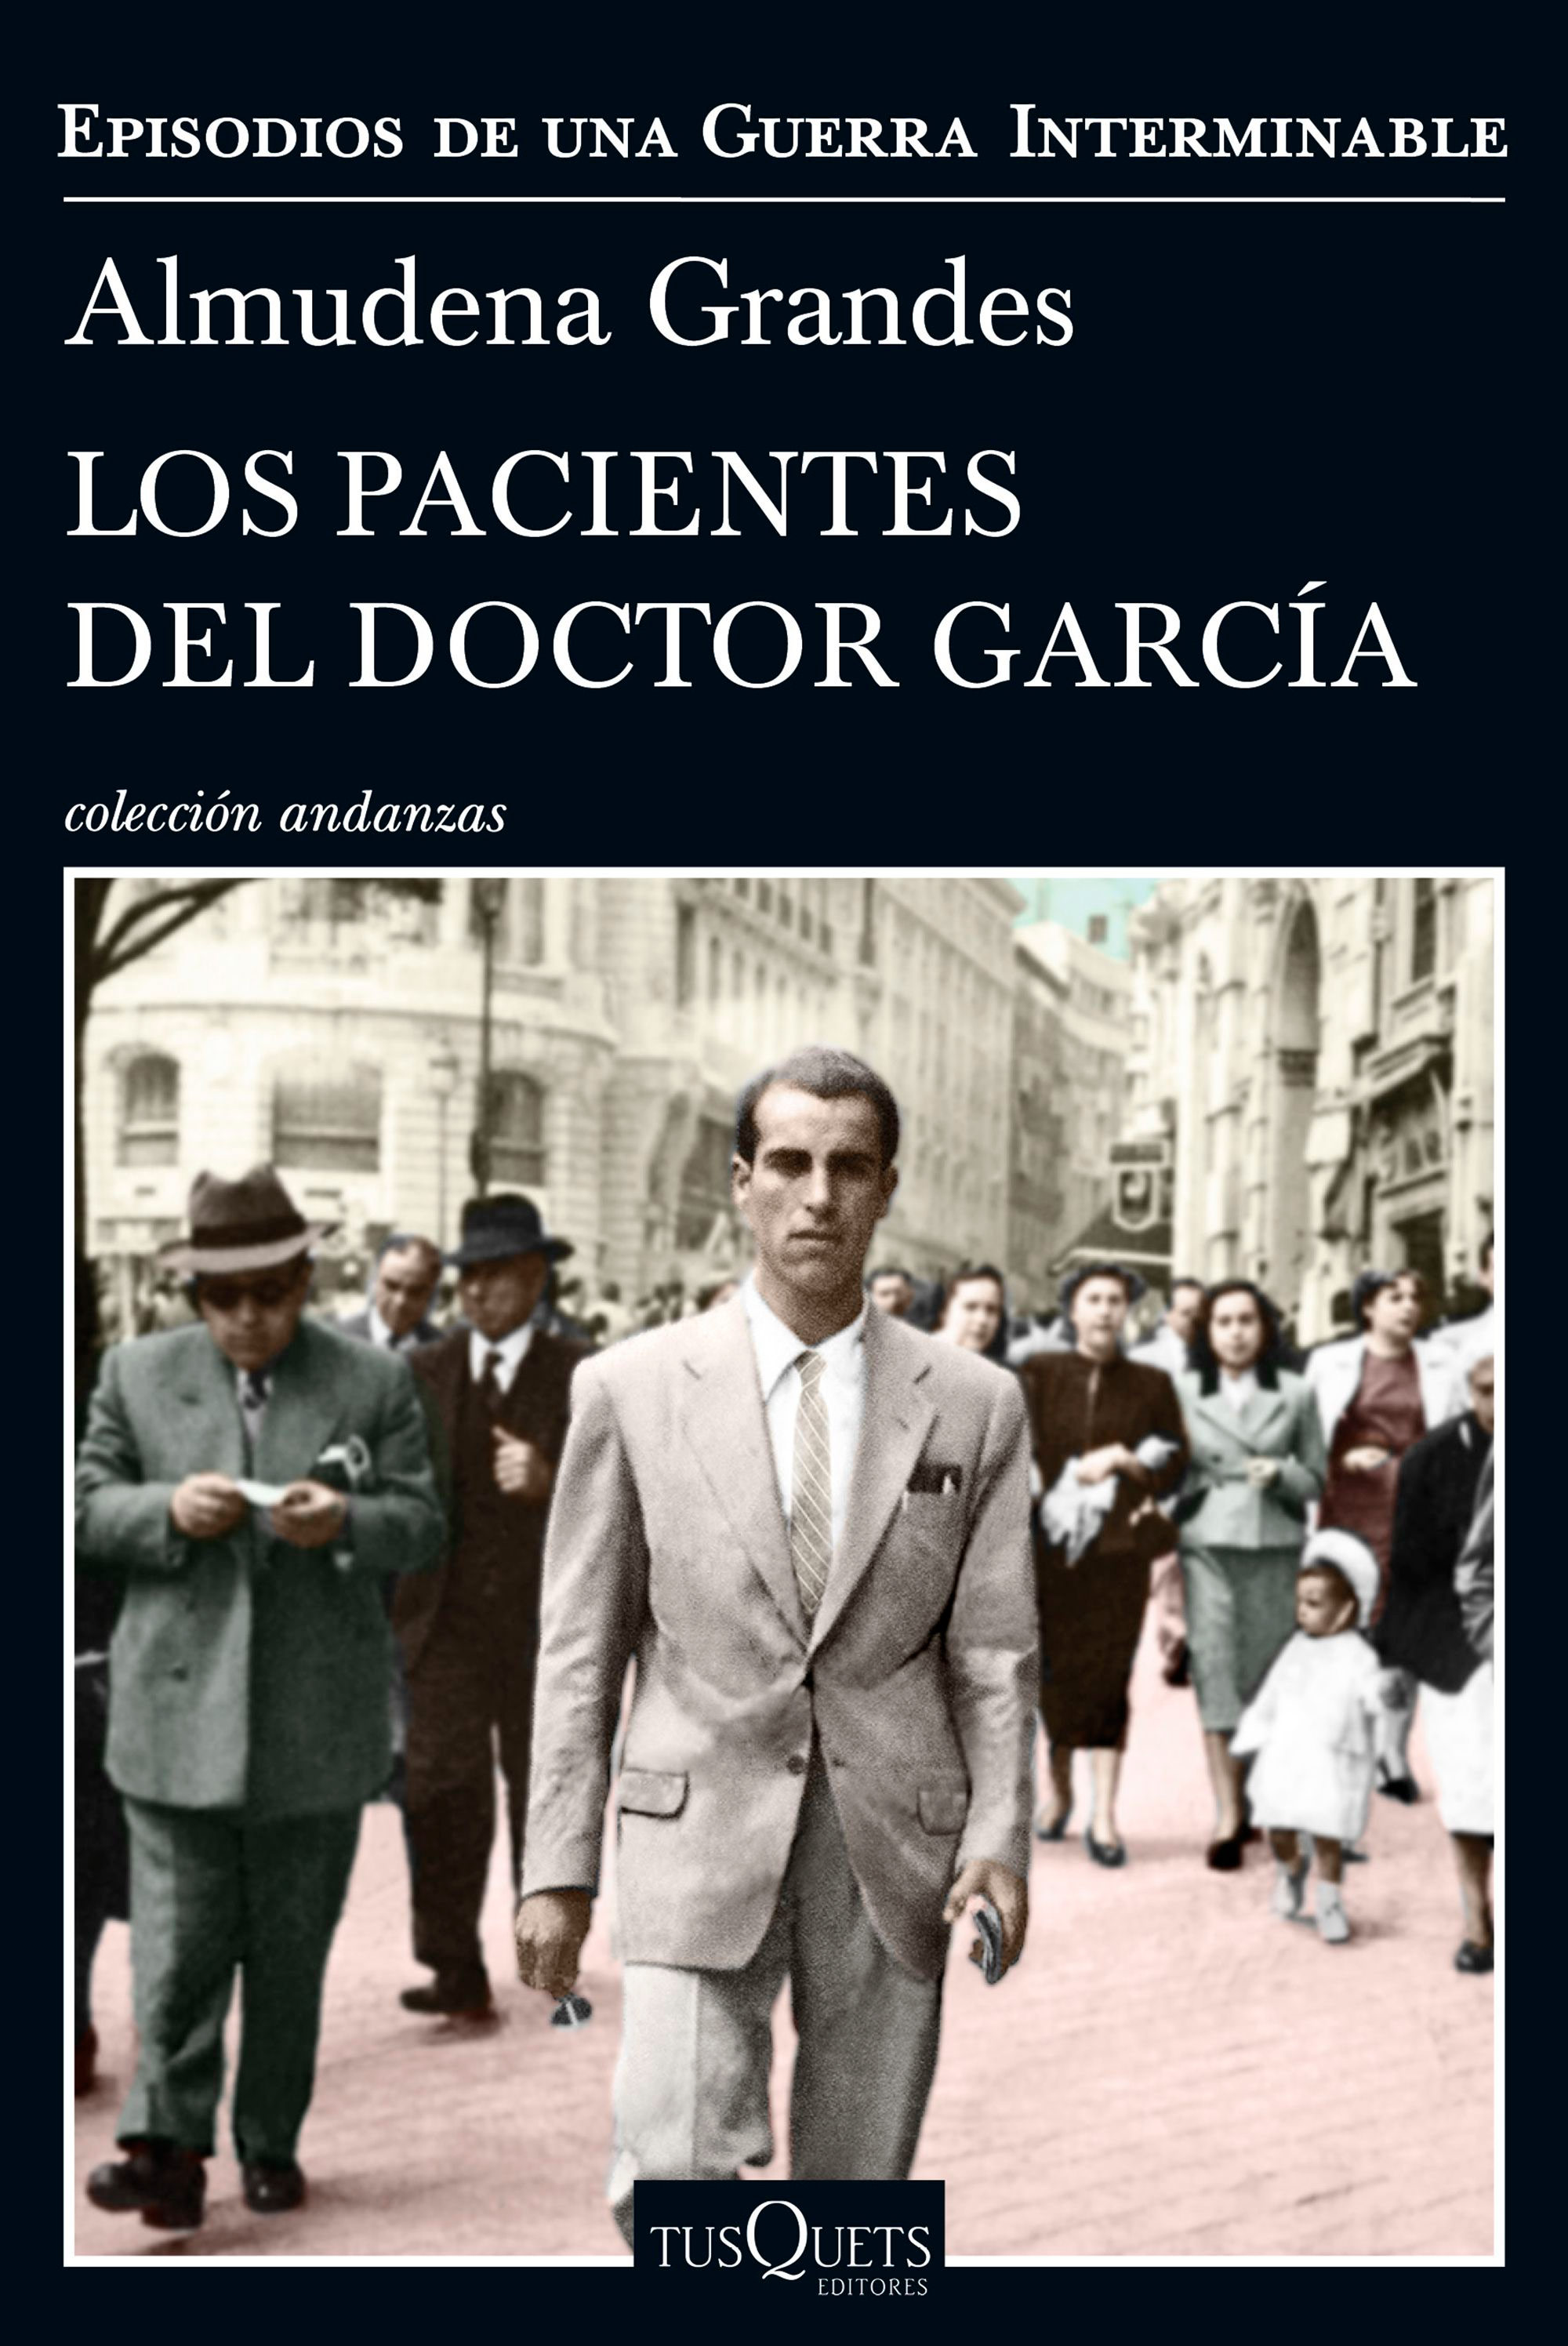 EPISODIOS DE UNA GUERRA INTERMINABLE
Almudena Grandes
LOS PACIENTES
DEL DOCTOR GARCÍA
colección andanzas
TUSQUETS
EDITORES